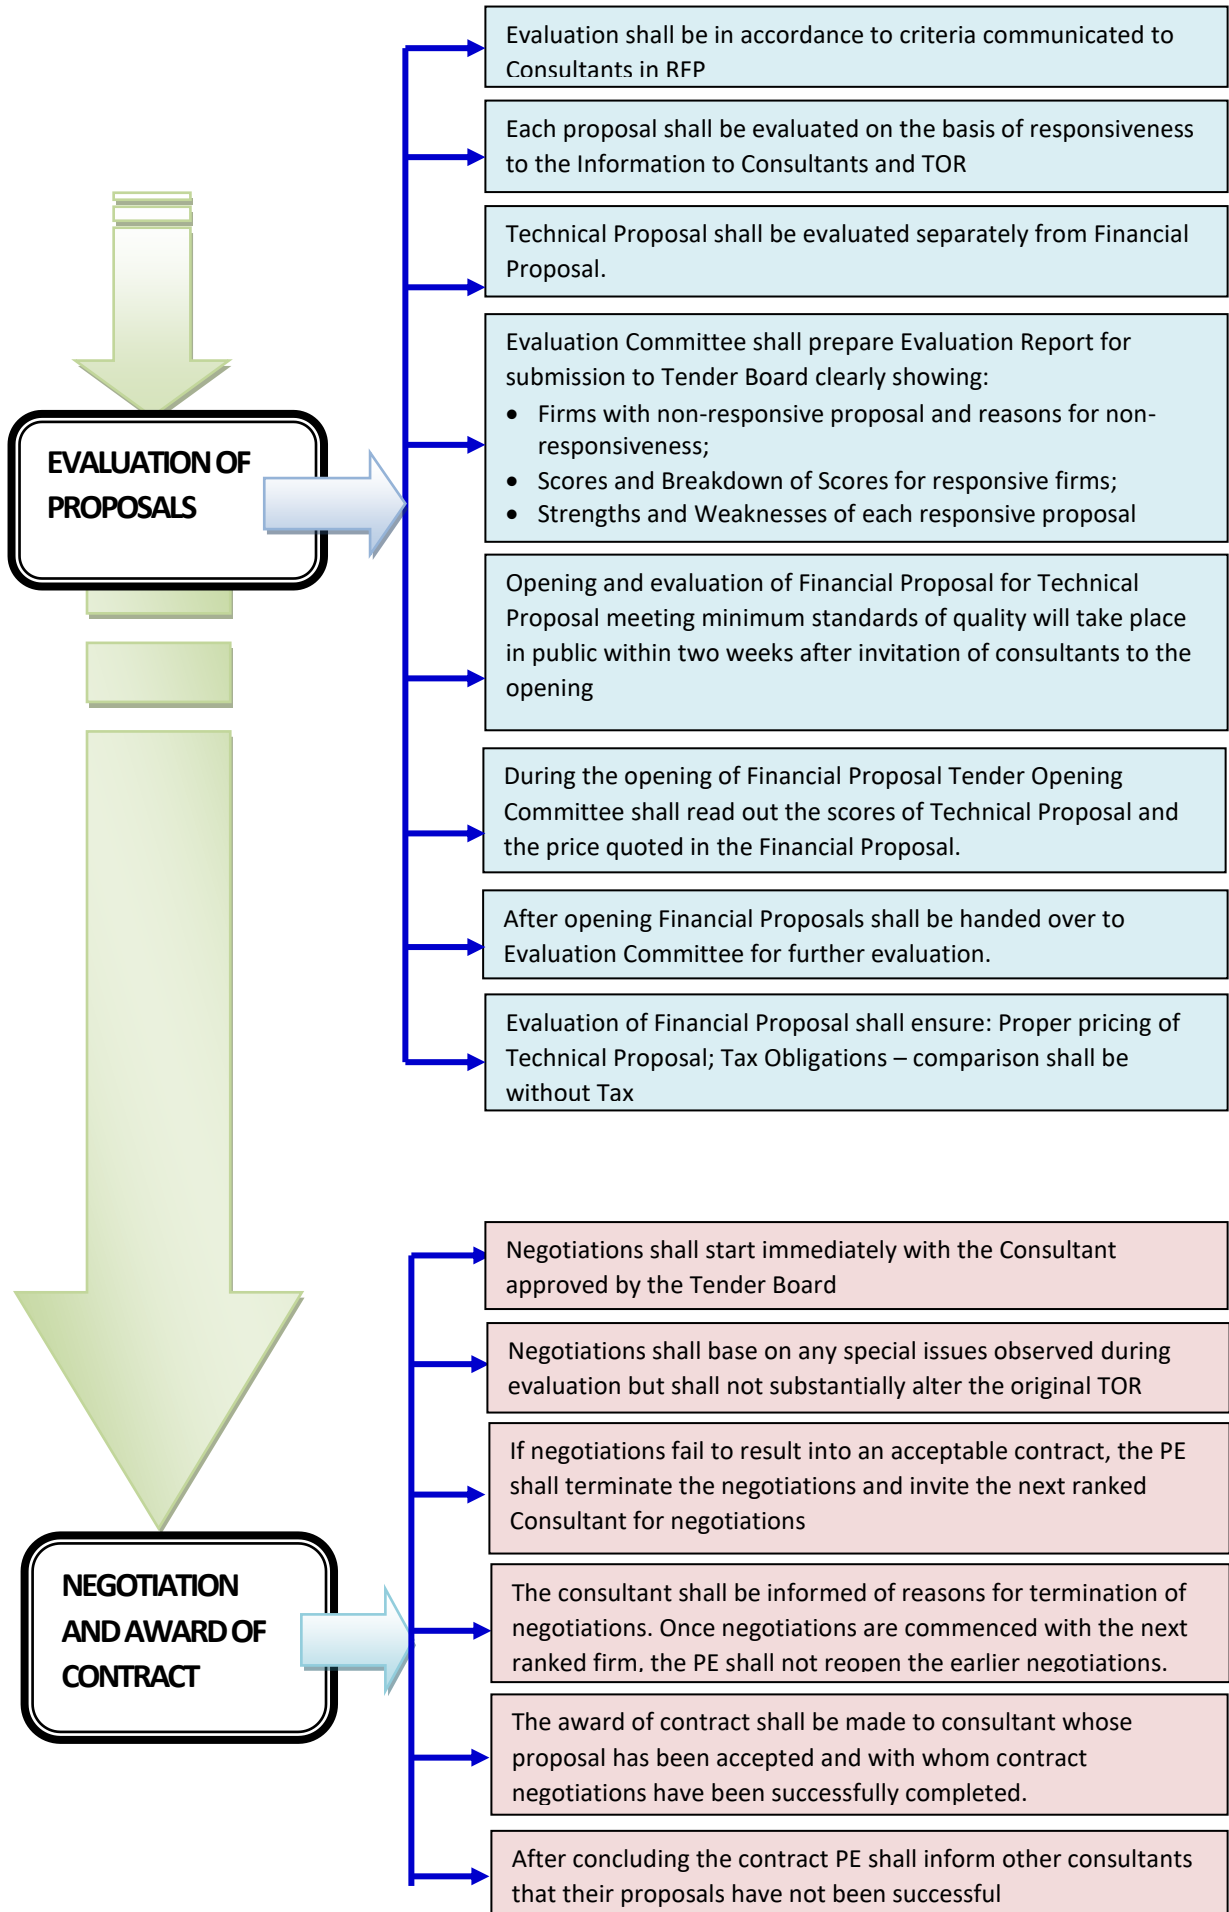 Evaluation shall be in accordance to criteria communicated to
Consultants in RFP
Each proposal shall be evaluated on the basis of responsiveness
to the Information to Consultants and TOR
Technical Proposal shall be evaluated separately from Financial
Proposal.
Evaluation Committee shall prepare Evaluation Report for
submission to Tender Board clearly showing:
• Firms with non-responsive proposal and reasons for non-
responsiveness;
• Scores and Breakdown of Scores for responsive firms;
• Strengths and Weaknesses of each responsive proposal
EVALUATION OF
PROPOSALS
Opening and evaluation of Financial Proposal for Technical
Proposal meeting minimum standards of quality will take place
in public within two weeks after invitation of consultants to the
opening
During the opening of Financial Proposal Tender Opening
Committee shall read out the scores of Technical Proposal and
the price quoted in the Financial Proposal.
After opening Financial Proposals shall be handed over to
Evaluation Committee for further evaluation.
Evaluation of Financial Proposal shall ensure: Proper pricing of
Technical Proposal; Tax Obligations – comparison shall be
without Tax
Negotiations shall start immediately with the Consultant
approved by the Tender Board
Negotiations shall base on any special issues observed during
evaluation but shall not substantially alter the original TOR
If negotiations fail to result into an acceptable contract, the PE
shall terminate the negotiations and invite the next ranked
Consultant for negotiations
NEGOTIATION
AND AWARD OF
CONTRACT
The consultant shall be informed of reasons for termination of
negotiations. Once negotiations are commenced with the next
ranked firm, the PE shall not reopen the earlier negotiations.
The award of contract shall be made to consultant whose
proposal has been accepted and with whom contract
negotiations have been successfully completed.
After concluding the contract PE shall inform other consultants
that their proposals have not been successful